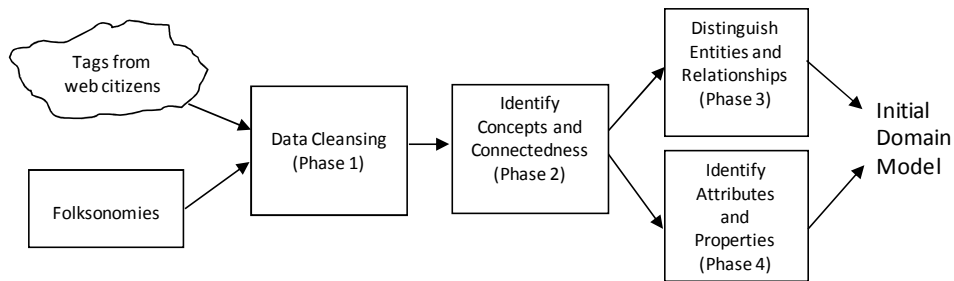 Tags from
web citizens
Folksonomies
Data Cleansing
(Phase 1)
Identify
Concepts and
Connectedness
(Phase 2)
Distinguish
Entities and
Relationships
(Phase 3)
Identify
Attributes
and
Properties
(Phase 4)
Initial
Domain
Model